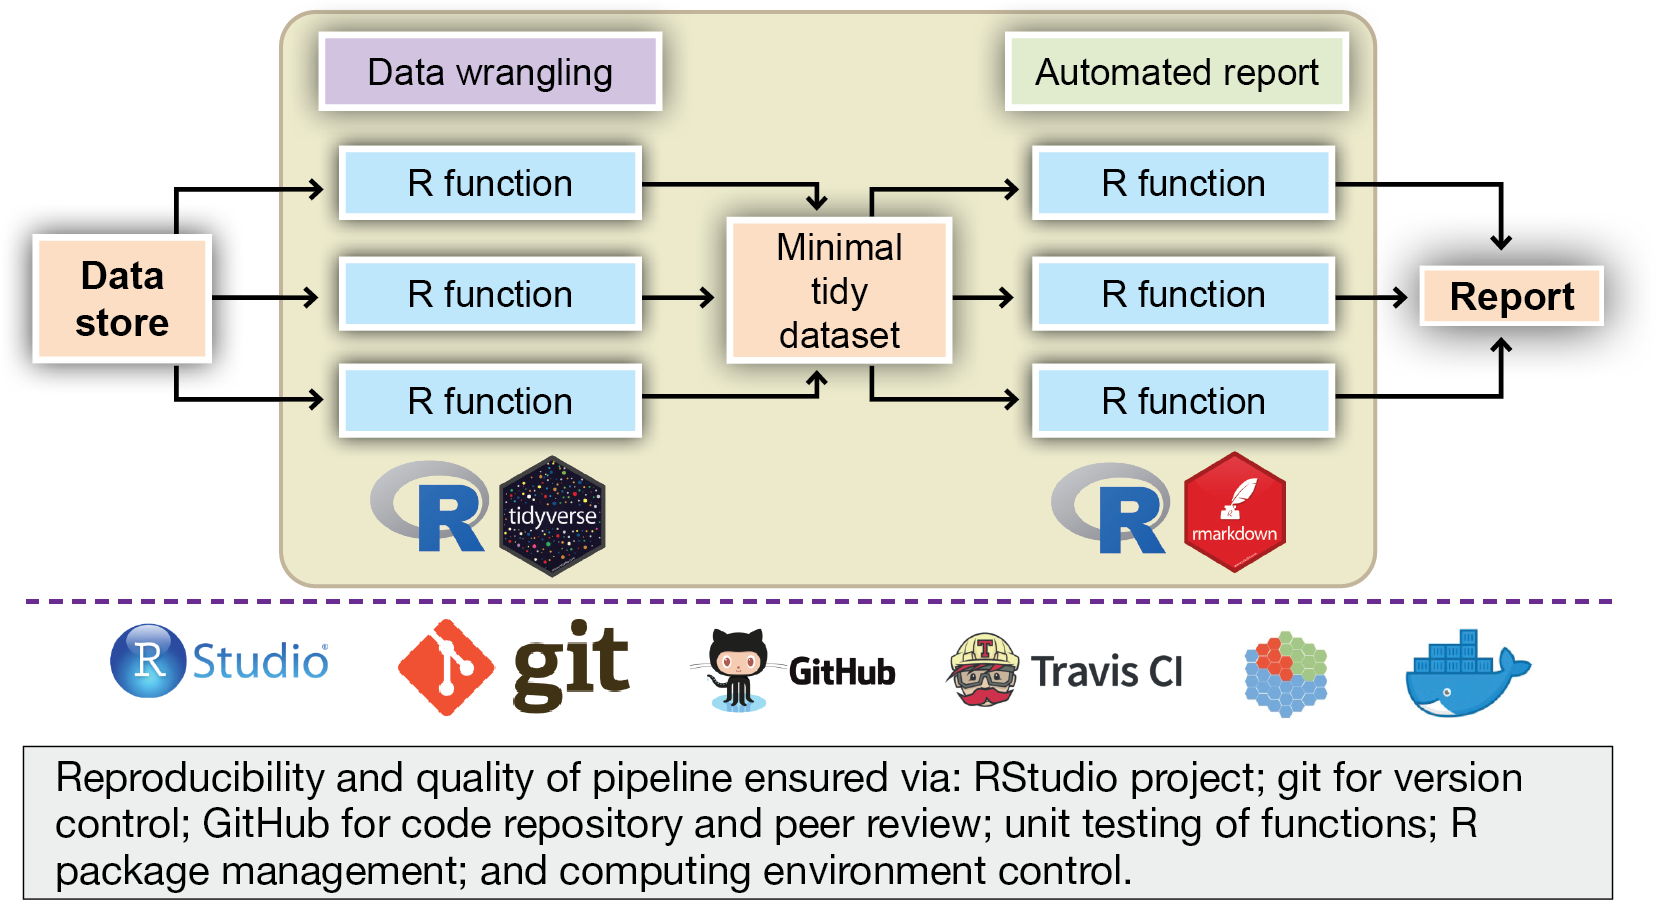 Data wrangling
Automated report
R function
R function
Data
store
R function
R function
Minimal
tidy
dataset
R function
R function
Report
R
tidyverse
R
rmarkdown
R Studio®
git
GitHub
T
Travis CI
Reproducibility and quality of pipeline ensured via: RStudio project; git for version
control; GitHub for code repository and peer review; unit testing of functions; R
package management; and computing environment control.